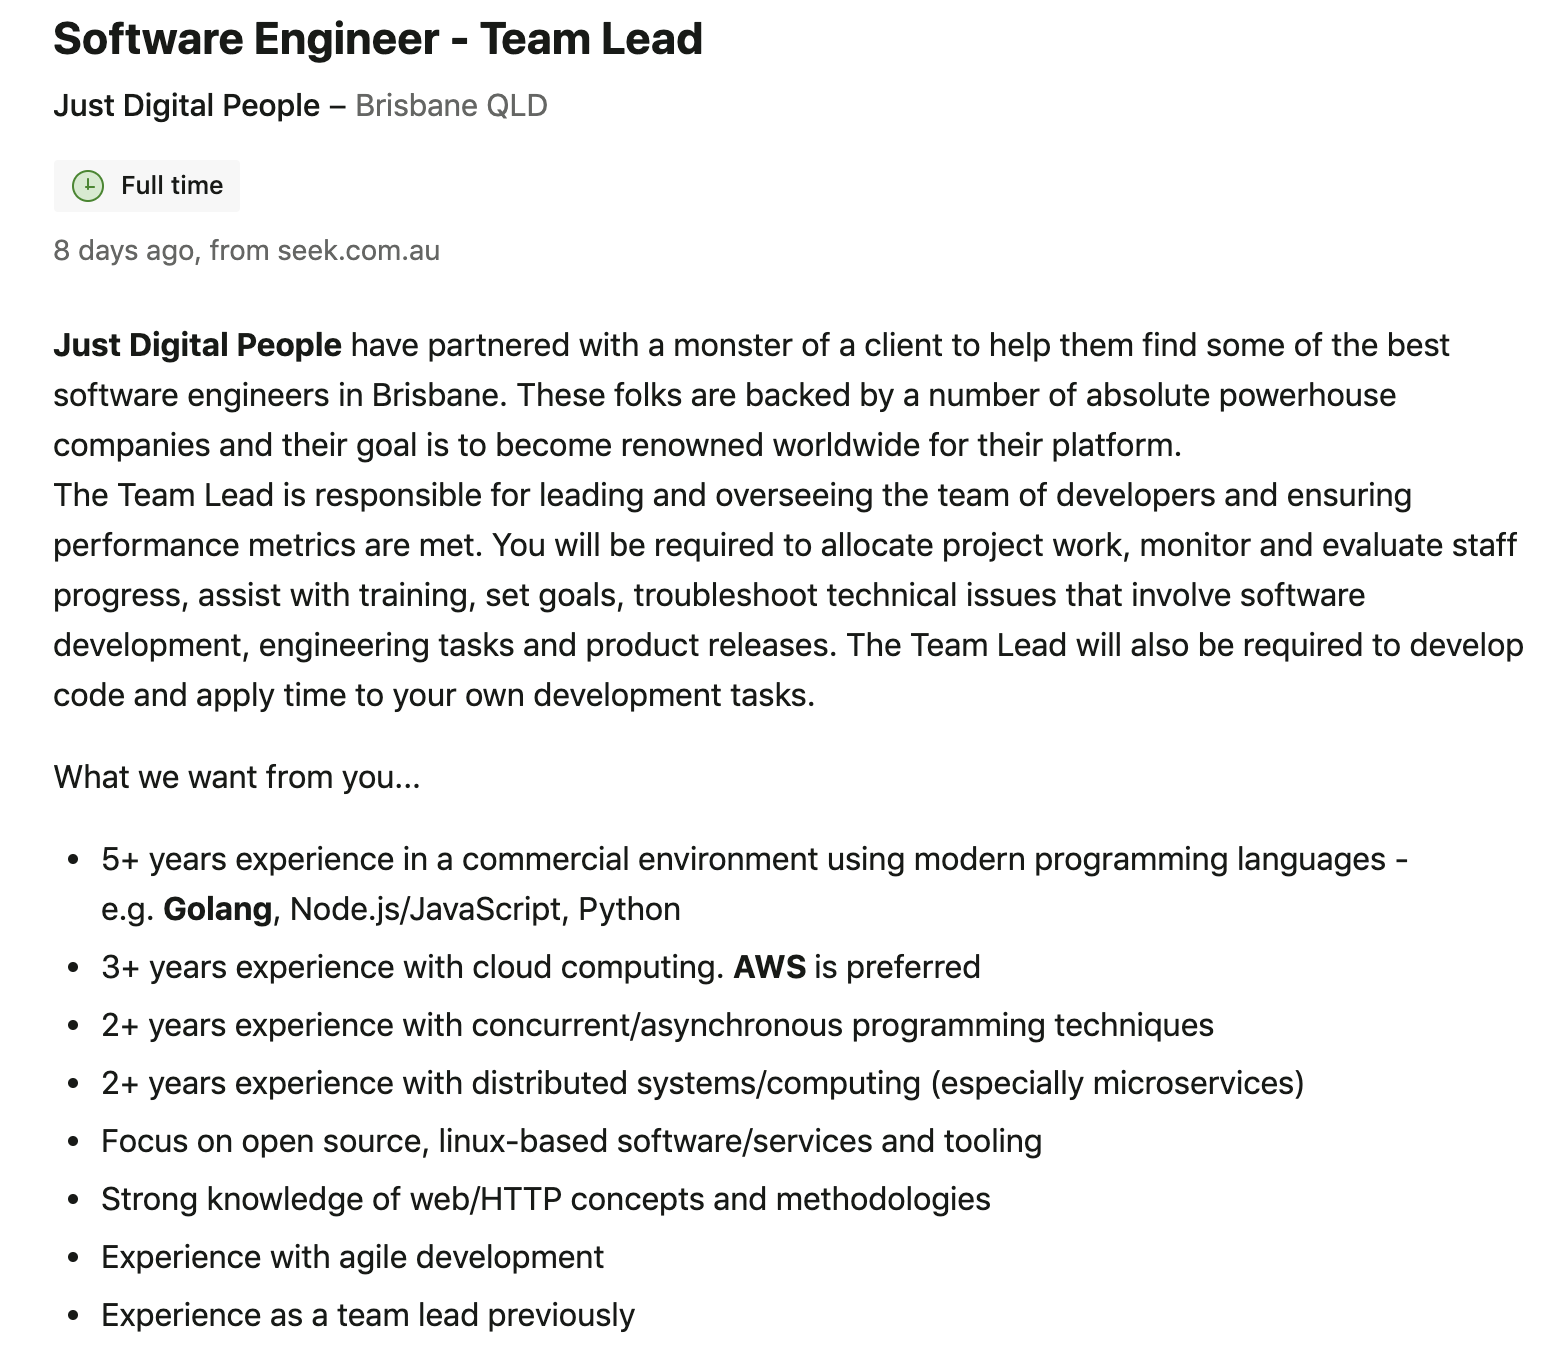 Software Engineer - Team Lead
Just Digital People – Brisbane QLD
Full time
8 days ago, from seek.com.au
Just Digital People have partnered with a monster of a client to help them find some of the best
software engineers in Brisbane. These folks are backed by a number of absolute powerhouse
companies and their goal is to become renowned worldwide for their platform.
The Team Lead is responsible for leading and overseeing the team of developers and ensuring
performance metrics are met. You will be required to allocate project work, monitor and evaluate staff
progress, assist with training, set goals, troubleshoot technical issues that involve software
development, engineering tasks and product releases. The Team Lead will also be required to develop
code and apply time to your own development tasks.
What we want from you...
• 5+ years experience in a commercial environment using modern programming languages -
e.g. Golang, Node.js/JavaScript, Python
• 3+ years experience with cloud computing. AWS is preferred
• 2+ years experience with concurrent/asynchronous programming techniques
• 2+ years experience with distributed systems/computing (especially microservices)
• Focus on open source, linux-based software/services and tooling
• Strong knowledge of web/HTTP concepts and methodologies
• Experience with agile development
• Experience as a team lead previously